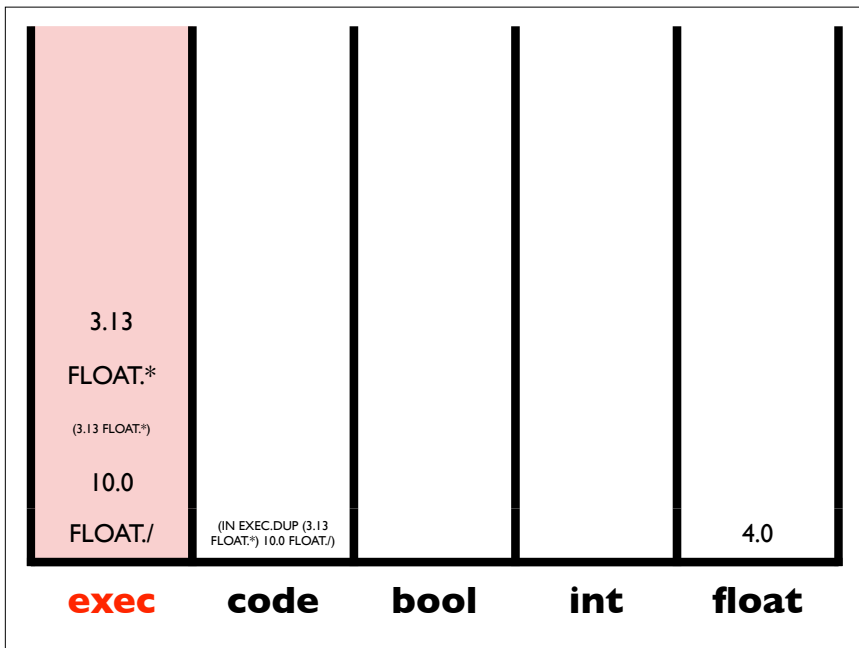 3.13
FLOAT.*
(3.13 FLOAT.*)
10.0
FLOAT./
(IN EXEC.DUP (3.13
FLOAT.*) 10.0 FLOAT./)
4.0
exec code bool int float